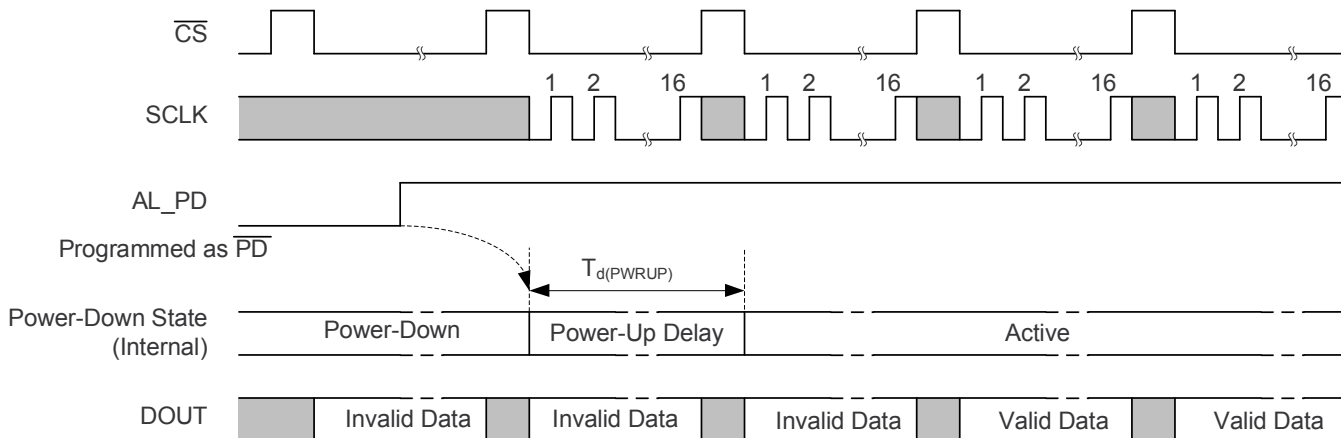 CS
1 2 16 1 2 16 1 2 16 1 2 16
SCLK
AL_PD
Programmed as PD
Td(PWRUP)
Power-Down State
(Internal)
Power-Down Power-Up Delay Active
DOUT Invalid Data Invalid Data Invalid Data Valid Data Valid Data